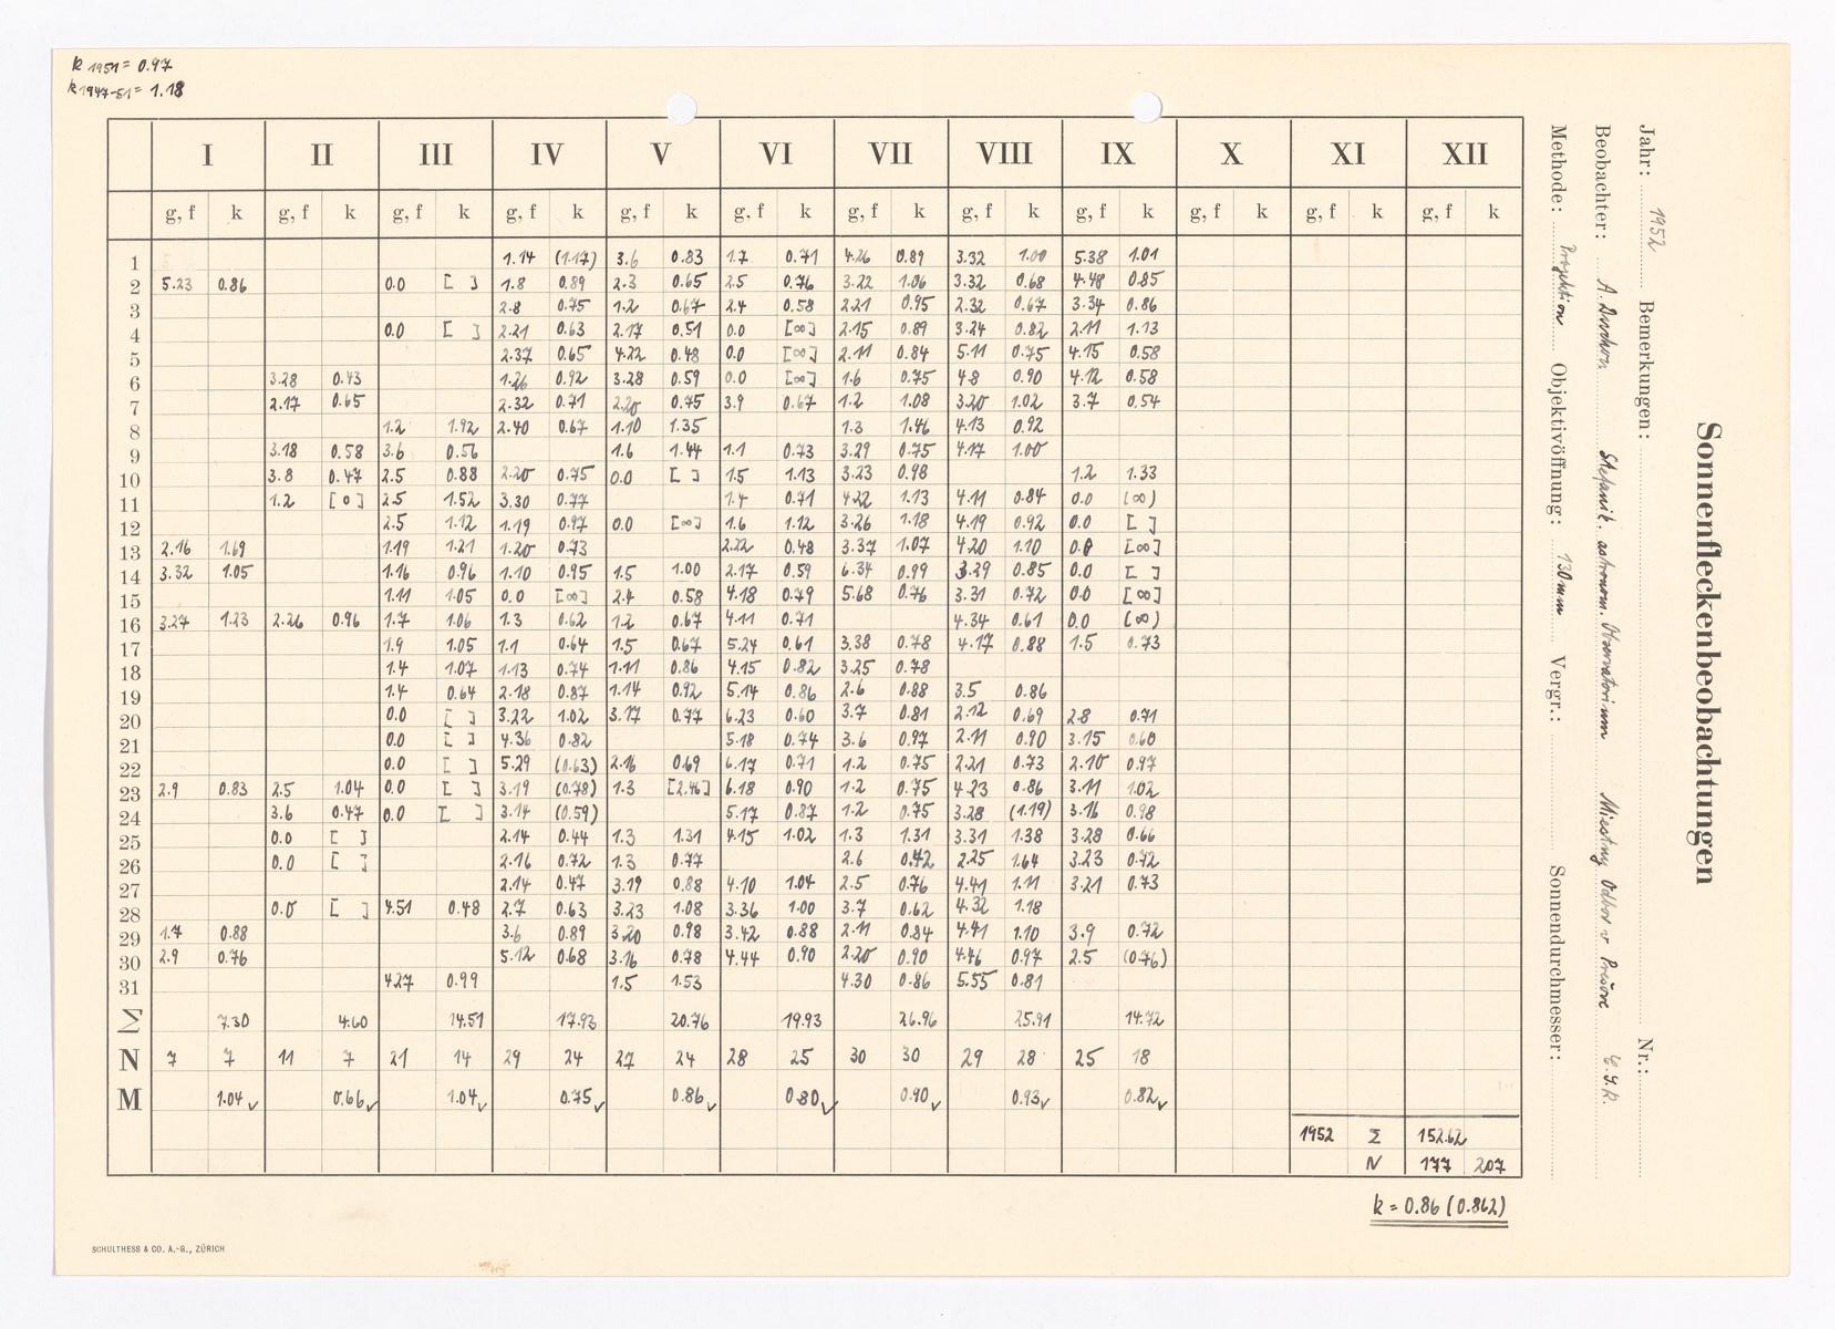 k 1951 = 0.97
k 1947-51 = 1.18
I II III IV V VI VII VIII IX X XI XII
g, f k g, f k g, f k g, f k g, f k g, f k g, f k g, f k g, f k g, f k g, f k g, f k
1 1.14 (1.17) 3.6 0.83 1.7 0.71 4.26 0.89 3.32 1.00 5.38 1.01
2 5.23 0.86 0.0 [ ] 1.8 0.89 2.3 0.65 2.5 0.76 3.22 1.06 3.32 0.68 4.48 0.85
3 2.8 0.75 1.2 0.67 2.4 0.58 2.21 0.95 2.32 0.67 3.34 0.86
4 0.0 [ ] 2.21 0.63 2.17 0.51 0.0 [∞] 2.15 0.89 3.24 0.82 2.11 1.13
5 2.37 0.65 4.22 0.48 0.0 [∞] 2.11 0.84 5.11 0.75 4.15 0.58
6 3.28 0.43 1.26 0.92 3.28 0.59 0.0 [∞] 1.6 0.75 4.8 0.90 4.12 0.58
7 2.17 0.65 2.32 0.71 2.20 0.75 3.9 0.67 1.2 1.08 3.20 1.02 3.7 0.54
8 1.2 1.92 2.40 0.67 1.10 1.35 1.3 1.46 4.13 0.92
9 3.18 0.58 3.6 0.56 1.6 1.44 1.1 0.73 3.29 0.75 4.17 1.00
10 3.8 0.47 2.5 0.88 2.20 0.75 0.0 [ ] 1.5 1.13 3.23 0.98 1.2 1.33
11 1.2 [0] 2.5 1.52 3.30 0.77 1.4 0.71 4.22 1.13 4.11 0.84 0.0 (∞)
12 2.5 1.12 1.19 0.97 0.0 [∞] 1.6 1.12 3.26 1.18 4.19 0.92 0.0 [ ]
13 2.16 1.69 1.19 1.21 1.20 0.73 2.22 0.48 3.37 1.07 4.20 1.10 0.0 [∞]
14 3.32 1.05 1.16 0.96 1.10 0.95 1.5 1.00 2.17 0.59 6.34 0.99 3.29 0.85 0.0 [ ]
15 1.11 1.05 0.0 [∞] 2.4 0.58 4.18 0.79 5.68 0.76 3.31 0.72 0.0 [∞]
16 3.27 1.23 2.26 0.96 1.7 1.06 1.3 0.62 1.2 0.67 4.11 0.71 4.34 0.61 0.0 (∞)
17 1.9 1.05 1.1 0.64 1.5 0.67 5.24 0.61 3.38 0.78 4.17 0.88 1.5 0.73
18 1.4 1.07 1.13 0.74 1.11 0.86 4.15 0.82 3.25 0.78
19 1.4 0.64 2.18 0.87 1.14 0.92 5.14 0.86 2.6 0.88 3.5 0.86
20 0.0 [ ] 3.22 1.02 3.17 0.77 6.23 0.60 3.7 0.81 2.12 0.69 2.8 0.71
21 0.0 [ ] 4.36 0.82 5.18 0.74 3.6 0.97 2.11 0.90 3.15 0.60
22 0.0 [ ] 5.29 (0.63) 2.16 0.69 6.17 0.71 1.2 0.75 2.21 0.73 2.10 0.97
23 2.9 0.83 2.5 1.04 0.0 [ ] 3.19 (0.78) 1.3 [2.46] 6.18 0.90 1.2 0.75 4.23 0.86 3.11 1.02
24 3.6 0.47 0.0 [ ] 3.14 (0.59) 5.17 0.87 1.2 0.75 3.28 (1.19) 3.16 0.98
25 0.0 [ ] 2.14 0.44 1.3 1.31 4.15 1.02 1.3 1.31 3.31 1.38 3.28 0.66
26 0.0 [ ] 2.16 0.72 1.3 0.77 2.6 0.42 2.25 1.64 3.23 0.72
27 2.14 0.47 3.19 0.88 4.10 1.04 2.5 0.76 4.41 1.11 3.21 0.73
28 0.0 [ ] 4.51 0.48 2.7 0.63 3.23 1.08 3.36 1.00 3.7 0.62 4.32 1.18
29 1.7 0.88 3.6 0.89 3.20 0.98 3.42 0.88 2.11 0.84 4.41 1.10 3.9 0.72
30 2.9 0.76 5.12 0.68 3.16 0.78 4.44 0.90 2.20 0.90 4.46 0.97 2.5 (0.76)
31 4.27 0.99 1.5 1.53 4.30 0.86 5.55 0.81
Σ 7.30 4.60 14.51 17.93 20.76 19.93 26.96 25.91 14.72
N 7 7 11 7 21 14 29 24 27 24 28 25 30 30 29 28 25 18
M 1.04✓ 0.66✓ 1.04✓ 0.75✓ 0.86✓ 0.80✓ 0.90✓ 0.93✓ 0.82✓
1952 Σ 152.62
N 177 207
k = 0.86 (0.862)
SCHULTHESS & CO. A.-G., ZÜRICH
Sonnenfleckenbeobachtungen
Jahr: 1952 Bemerkungen: Nr.:
Beobachter: A. Stefanik. astronom. Observatorium Miestny Odbor v Prešove Č.S.R.
Methode: Projektion Objektivöffnung: 130mm Vergr.: Sonnendurchmesser: